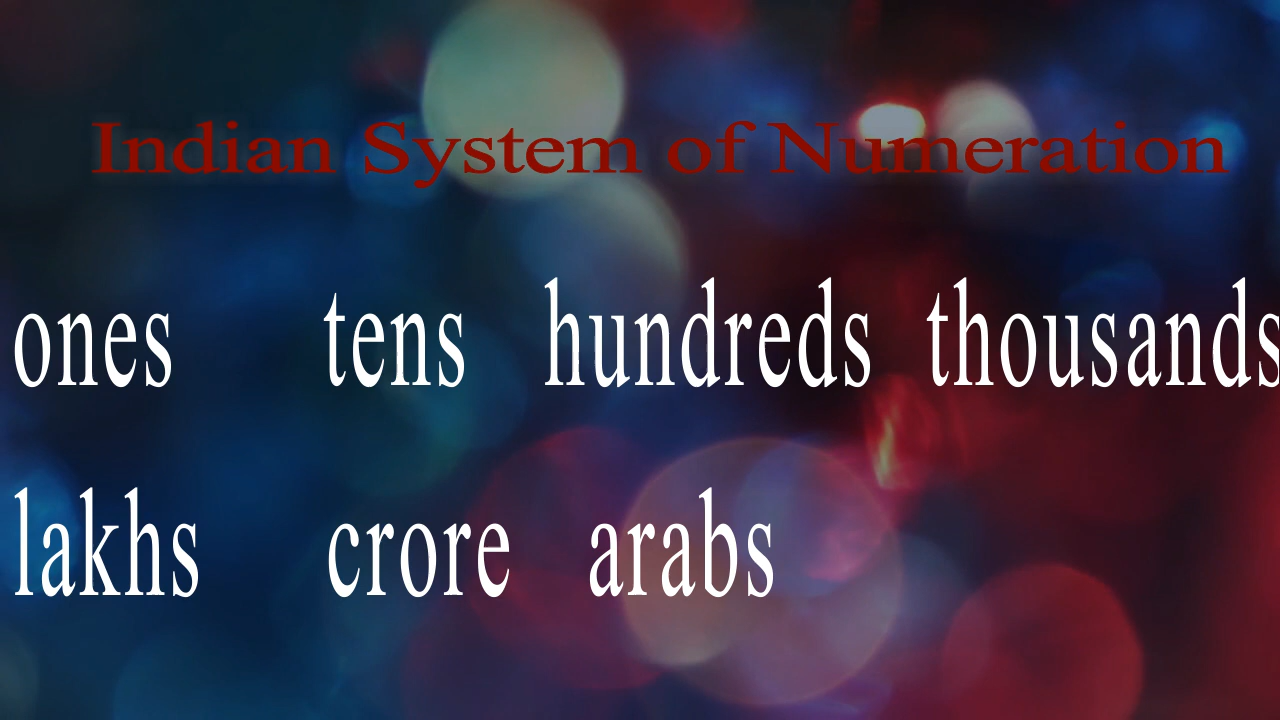 Indian System of Numeration
ones tens hundreds thousands
lakhs crore arabs